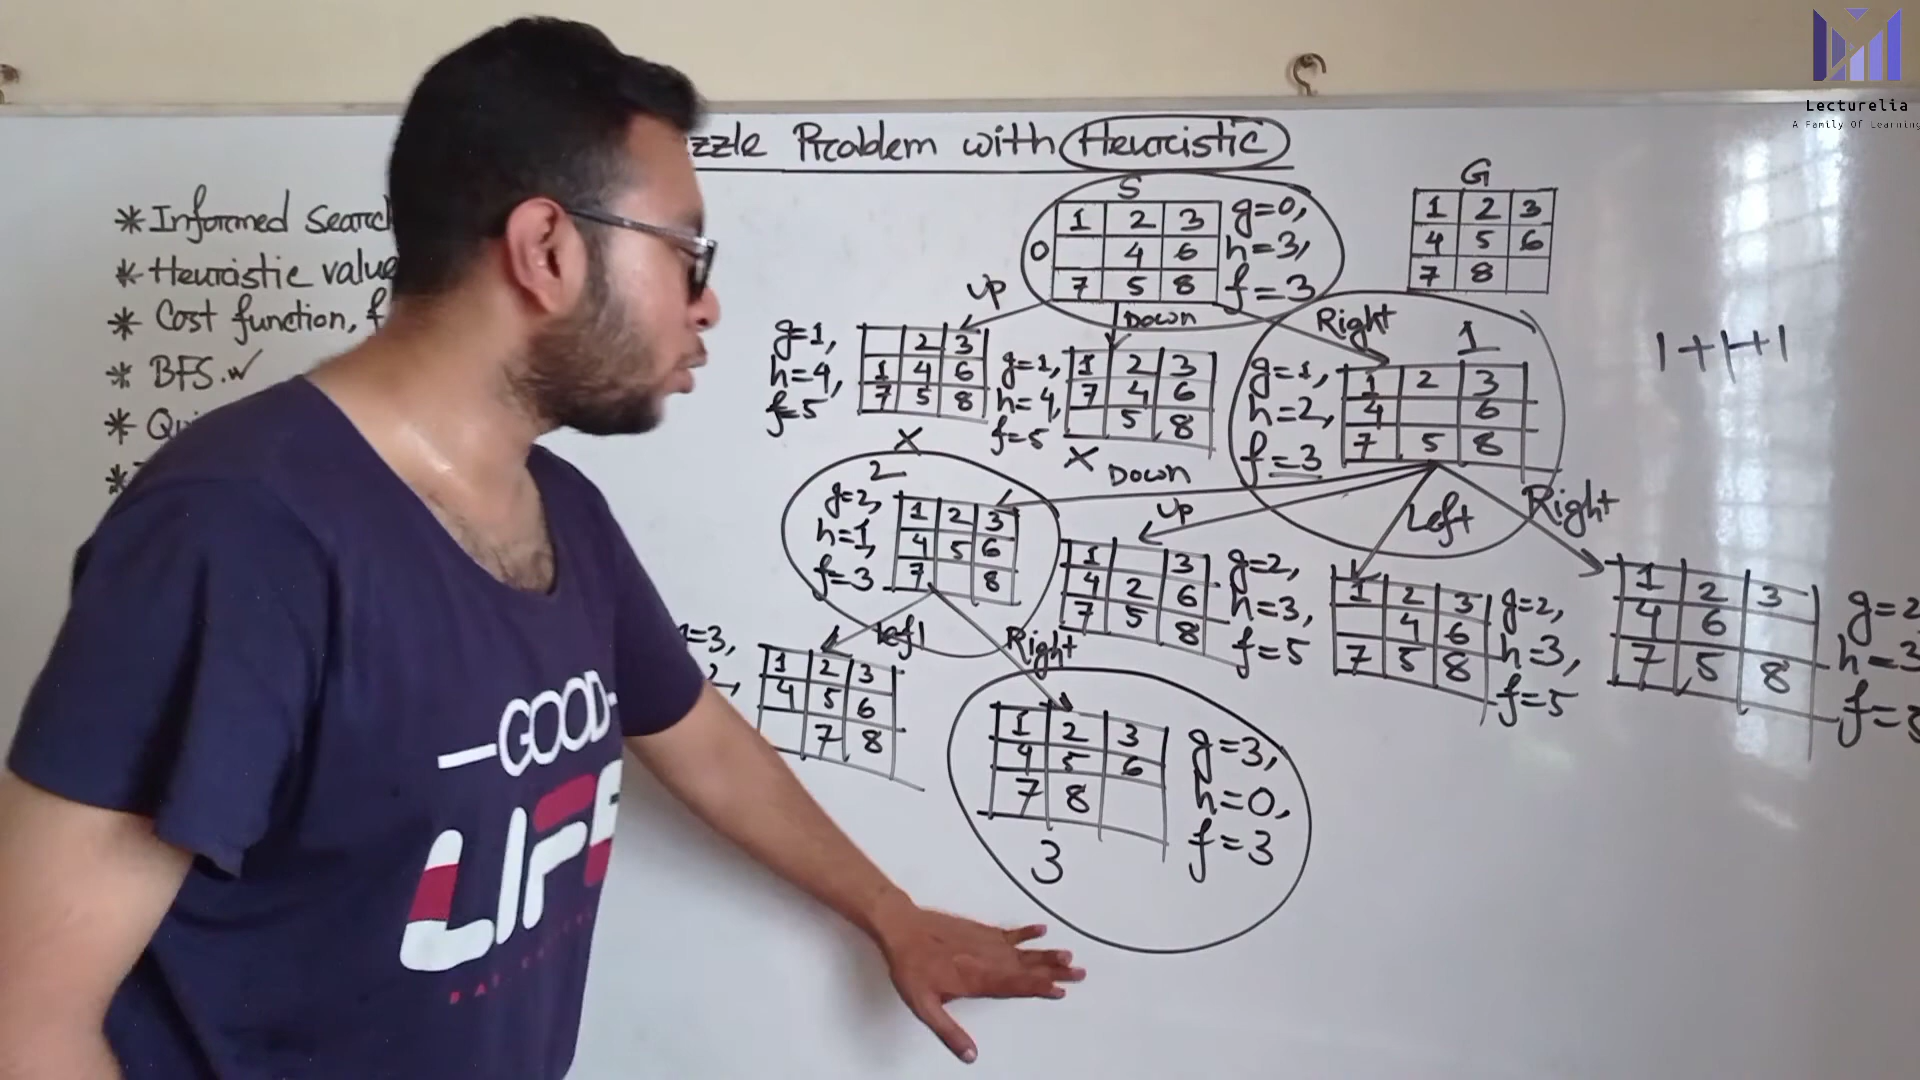 Problem with Heuristic
* Informed Search
* Heuristic value
* Cost function, f
* BFS.
S
1 2 3
0 4 6
7 5 8
g=0,
h=3,
f=3
G
1 2 3
4 5 6
7 8
up
Down
Right
1+1+1
g=1,
h=4,
f=5
2 3
1 4 6
7 5 8
X
g=1,
h=4,
f=5
1 2 3
7 4 6
5 8
X
1
g=1,
h=2,
f=3
1 2 3
4 6
7 5 8
Down
up
Left
Right
2
g=2,
h=1,
f=3
1 2 3
4 5 6
7 8
1 3
4 2 6
7 5 8
g=2,
h=3,
f=5
1 2 3
4 6
7 5 8
g=2,
h=3,
f=5
1 2 3
4 6
7 5 8
g=2
h=3
left
Right
=3,
1 2 3
4 5 6
7 8
1 2 3
4 5 6
7 8
g=3,
h=0,
f=3
3
GOOD
Lecturelia
A Family Of Learning